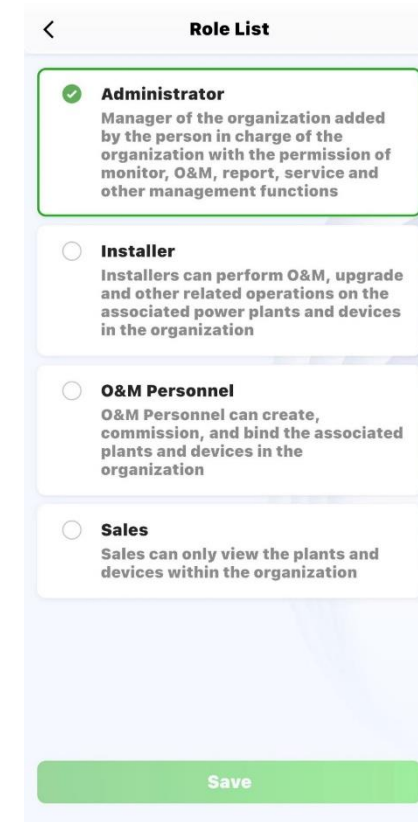 Role List
Administrator
Manager of the organization added
by the person in charge of the
organization with the permission of
monitor, O&M, report, service and
other management functions
Installer
Installers can perform O&M, upgrade
and other related operations on the
associated power plants and devices
in the organization
O&M Personnel
O&M Personnel can create,
commission, and bind the associated
plants and devices in the
organization
Sales
Sales can only view the plants and
devices within the organization
Save